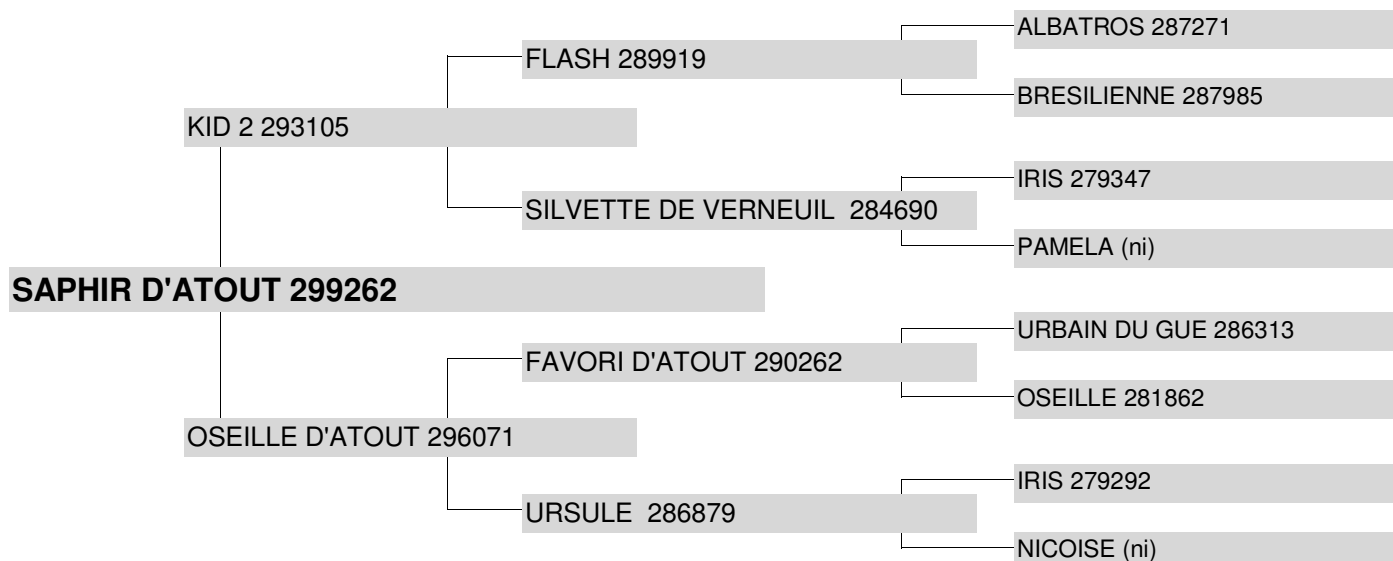 ALBATROS 287271
FLASH 289919
BRESILIENNE 287985
KID 2 293105
IRIS 279347
SILVETTE DE VERNEUIL  284690
PAMELA (ni)
SAPHIR D'ATOUT 299262
URBAIN DU GUE 286313
FAVORI D'ATOUT 290262
OSEILLE 281862
OSEILLE D'ATOUT 296071
IRIS 279292
URSULE  286879
NICOISE (ni)